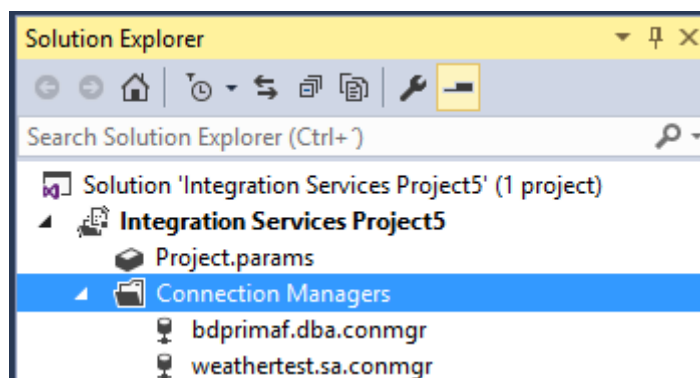 Solution Explorer
Search Solution Explorer (Ctrl+´)
Solution 'Integration Services Project5' (1 project)
Integration Services Project5
Project.params
Connection Managers
bdprimaf.dba.conmgr
weathertest.sa.conmgr